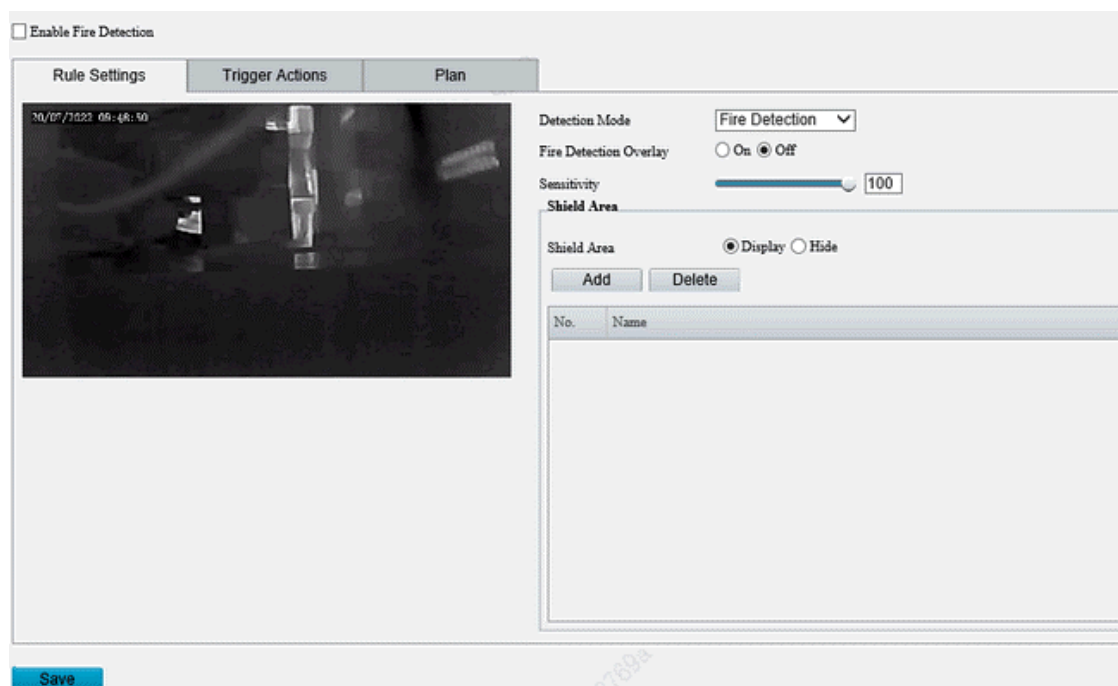 Enable Fire Detection
Rule Settings
Trigger Actions
Plan
20/07/2022 09:48:50
Detection Mode
Fire Detection
Fire Detection Overlay
On
Off
Sensitivity
100
Shield Area
Shield Area
Display
Hide
Add
Delete
No.
Name
Save